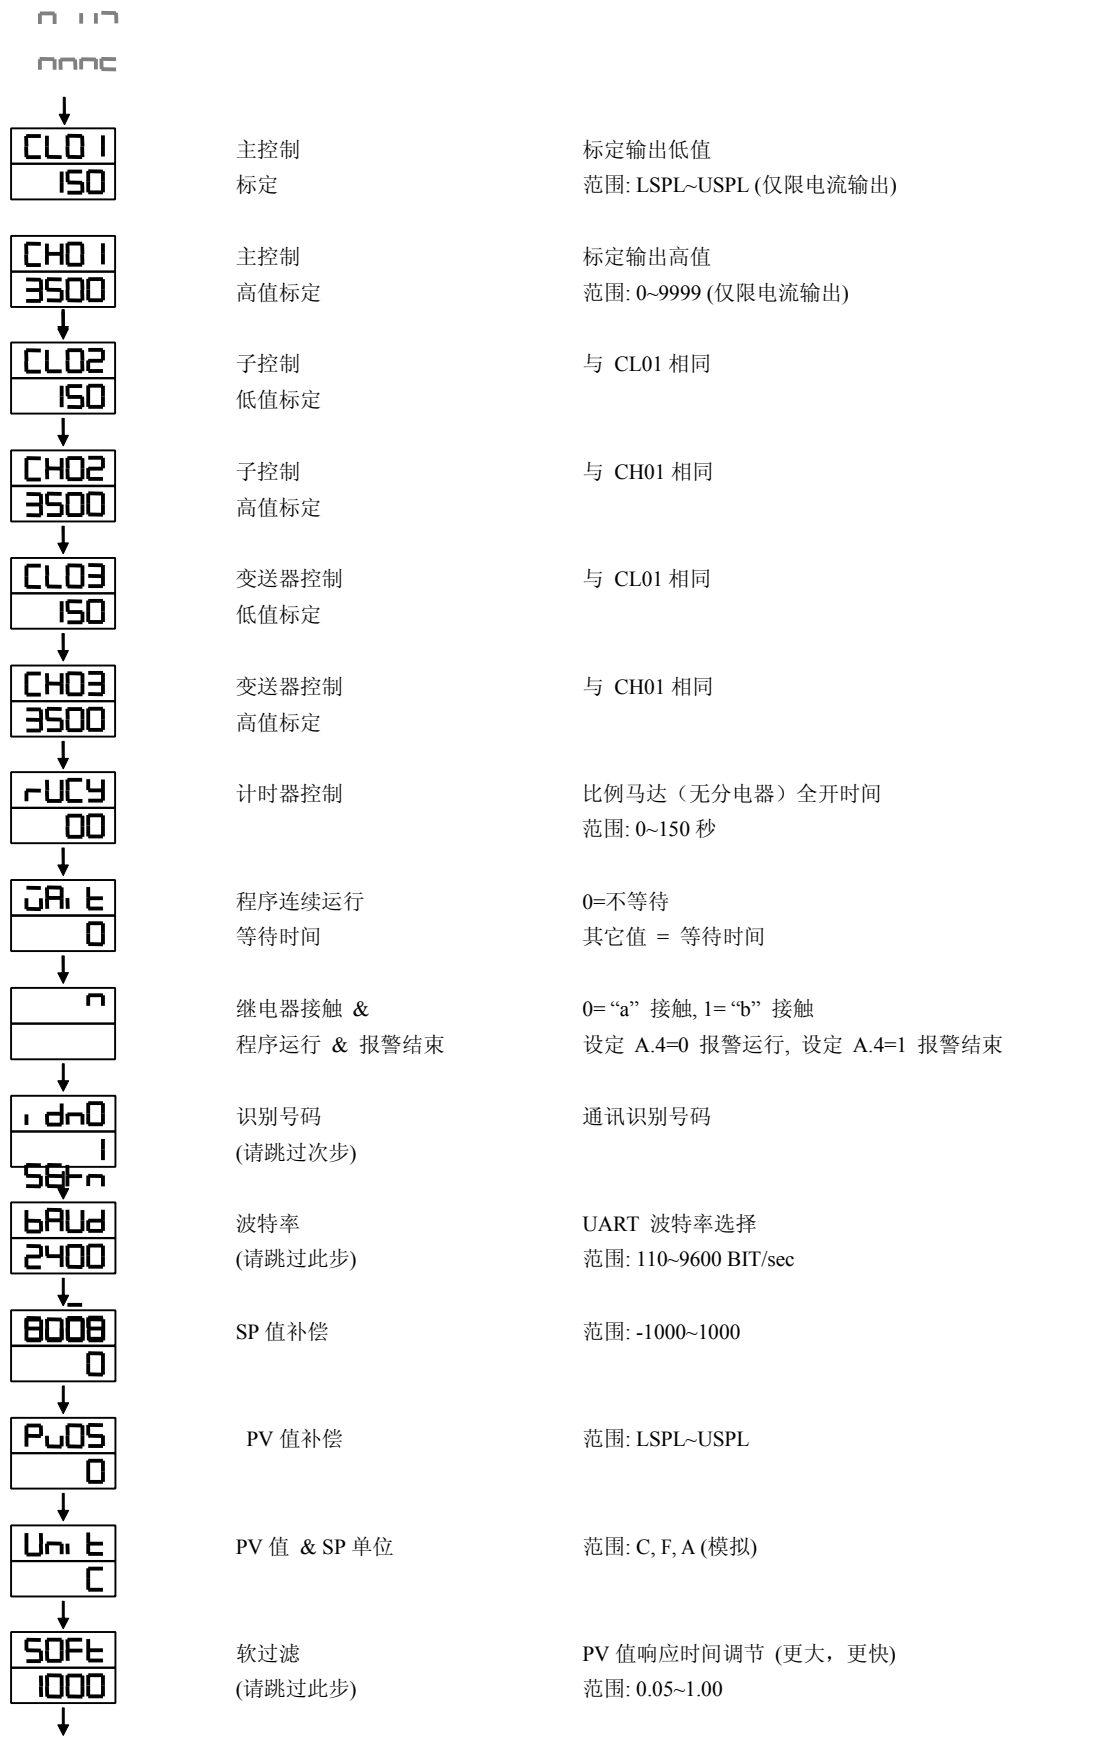 CLO1 主控制 标定输出低值
150 标定 范围: LSPL~USPL (仅限电流输出)
CHO1 主控制 标定输出高值
3500 高值标定 范围: 0~9999 (仅限电流输出)
CLO2 子控制 与 CL01 相同
150 低值标定
CHO2 子控制 与 CH01 相同
3500 高值标定
CLO3 变送器控制 与 CL01 相同
150 低值标定
CHO3 变送器控制 与 CH01 相同
3500 高值标定
rUCY 计时器控制 比例马达（无分电器）全开时间
00 范围: 0~150 秒
WAit 程序连续运行 0=不等待
0 等待时间 其它值 = 等待时间
继电器接触 & 0= “a” 接触, 1= “b” 接触
程序运行 & 报警结束 设定 A.4=0 报警运行, 设定 A.4=1 报警结束
idnO 识别号码 通讯识别号码
1 (请跳过次步)
bAUd 波特率 UART 波特率选择
2400 (请跳过此步) 范围: 110~9600 BIT/sec
SP 值补偿 范围: -1000~1000
0
PvOS PV 值补偿 范围: LSPL~USPL
0
Unit PV 值 & SP 单位 范围: C, F, A (模拟)
C
SOFt 软过滤 PV 值响应时间调节 (更大，更快)
1000 (请跳过此步) 范围: 0.05~1.00